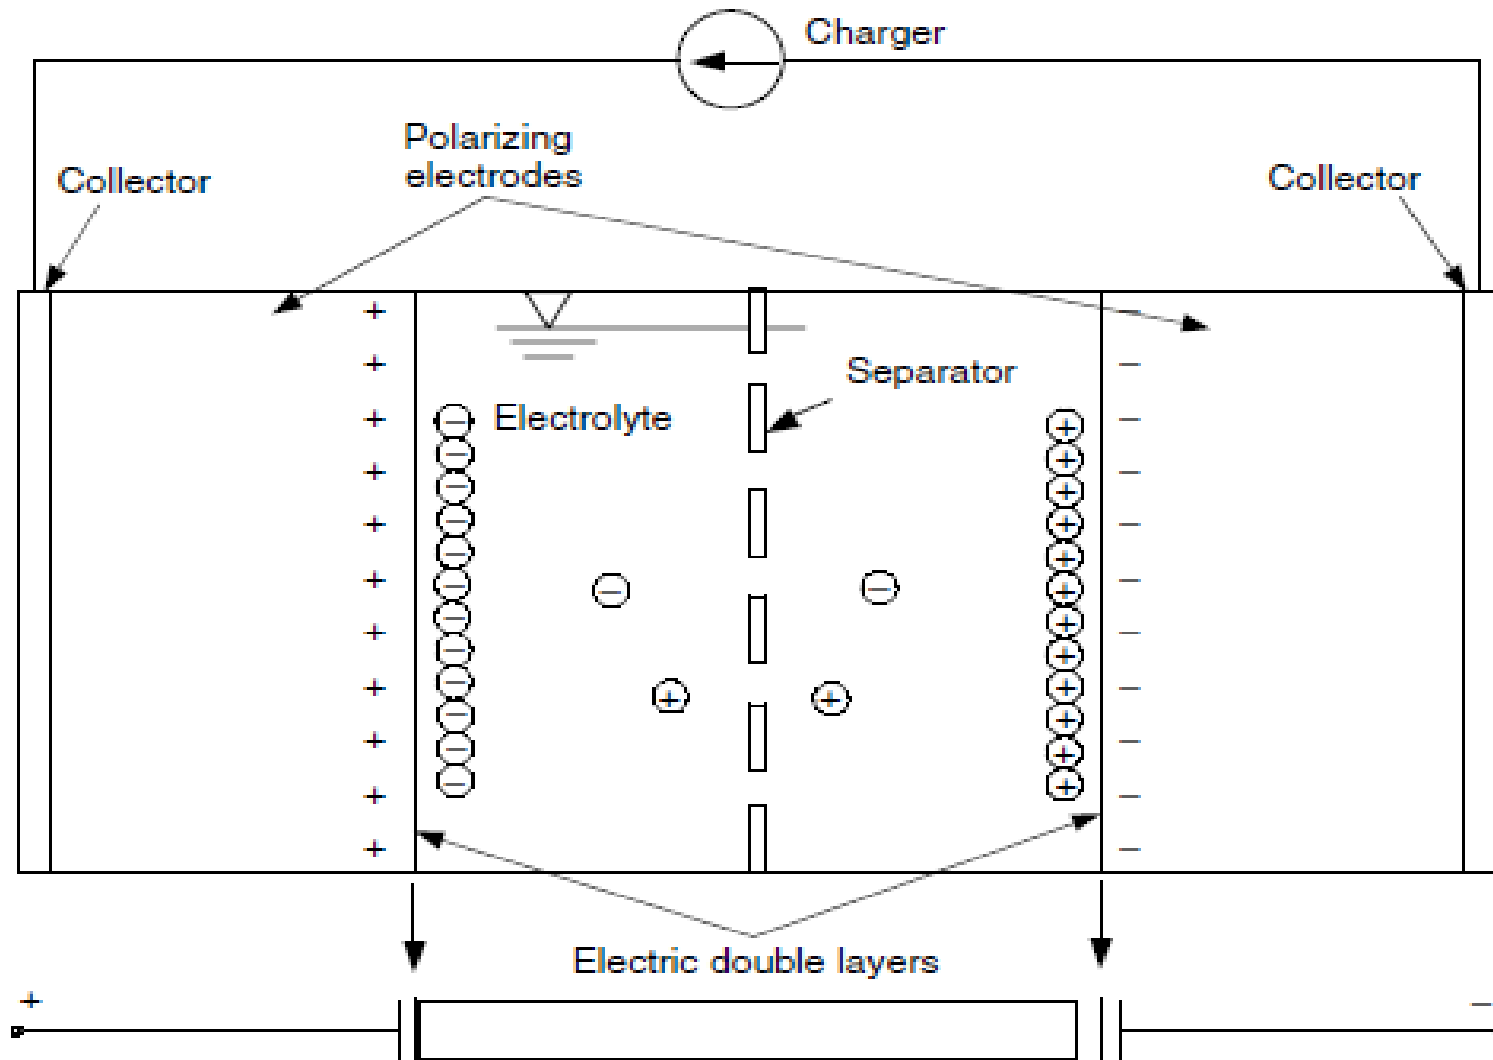 Charger
Polarizing
electrodes
Collector
Collector
Separator
Electrolyte
Electric double layers